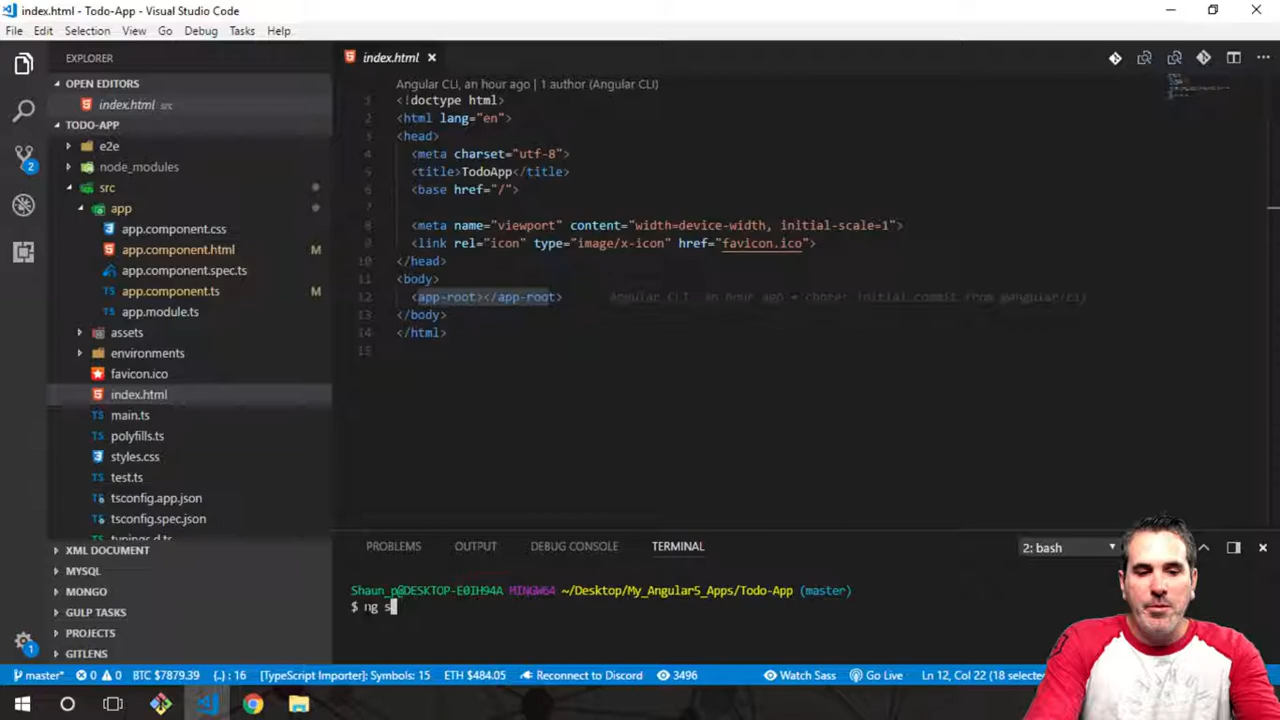 index.html - Todo-App - Visual Studio Code
File Edit Selection View Go Debug Tasks Help
EXPLORER
OPEN EDITORS
index.html src
TODO-APP
e2e
node_modules
src
app
app.component.css
app.component.html M
app.component.spec.ts
app.component.ts M
app.module.ts
assets
environments
favicon.ico
index.html
main.ts
polyfills.ts
styles.css
test.ts
tsconfig.app.json
tsconfig.spec.json
typings.d.ts
XML DOCUMENT
MYSQL
MONGO
GULP TASKS
PROJECTS
GITLENS
2
1
index.html
Angular CLI, an hour ago | 1 author (Angular CLI)
1 <!doctype html>
2 <html lang="en">
3 <head>
4 <meta charset="utf-8">
5 <title>TodoApp</title>
6 <base href="/">
7
8 <meta name="viewport" content="width=device-width, initial-scale=1">
9 <link rel="icon" type="image/x-icon" href="favicon.ico">
10 </head>
11 <body>
12 <app-root></app-root> Angular CLI, an hour ago • chore: initial commit from @angular/cli
13 </body>
14 </html>
15
PROBLEMS OUTPUT DEBUG CONSOLE TERMINAL 2: bash
Shaun_p@DESKTOP-E0IH94A MINGW64 ~/Desktop/My_Angular5_Apps/Todo-App (master)
$ ng s
master* 0 0 BTC $7879.39 {..} : 16 [TypeScript Importer]: Symbols: 15 ETH $484.05 Reconnect to Discord 3496 Watch Sass Go Live Ln 12, Col 22 (18 selected